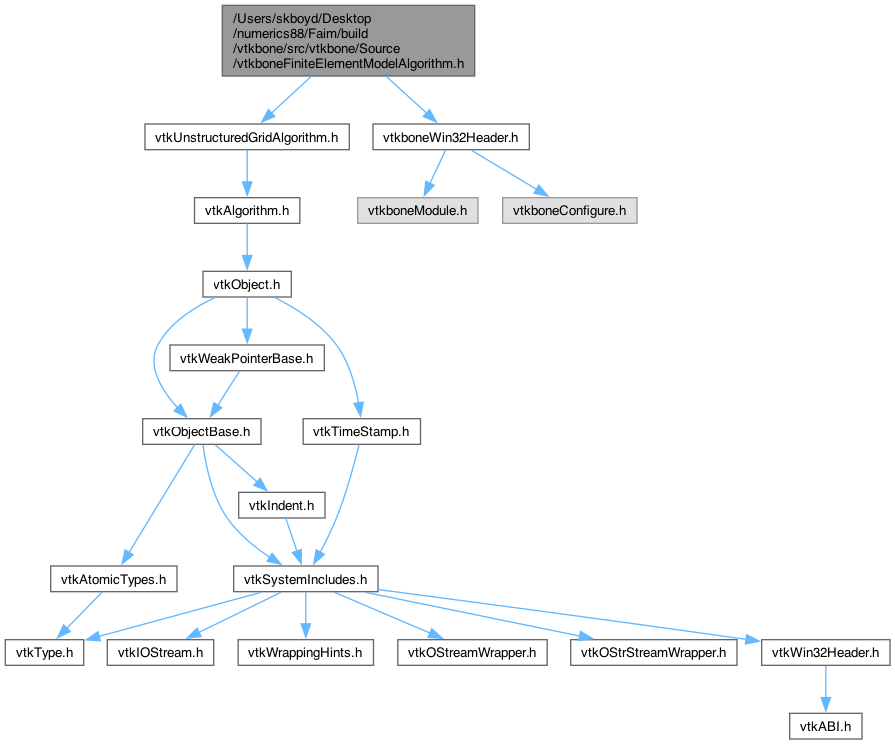 /Users/skboyd/Desktop
/numerics88/Faim/build
/vtkbone/src/vtkbone/Source
/vtkboneFiniteElementModelAlgorithm.h
vtkUnstructuredGridAlgorithm.h
vtkboneWin32Header.h
vtkAlgorithm.h
vtkboneModule.h
vtkboneConfigure.h
vtkObject.h
vtkWeakPointerBase.h
vtkObjectBase.h
vtkTimeStamp.h
vtkIndent.h
vtkAtomicTypes.h
vtkSystemIncludes.h
vtkType.h
vtkIOStream.h
vtkWrappingHints.h
vtkOStreamWrapper.h
vtkOStrStreamWrapper.h
vtkWin32Header.h
vtkABI.h